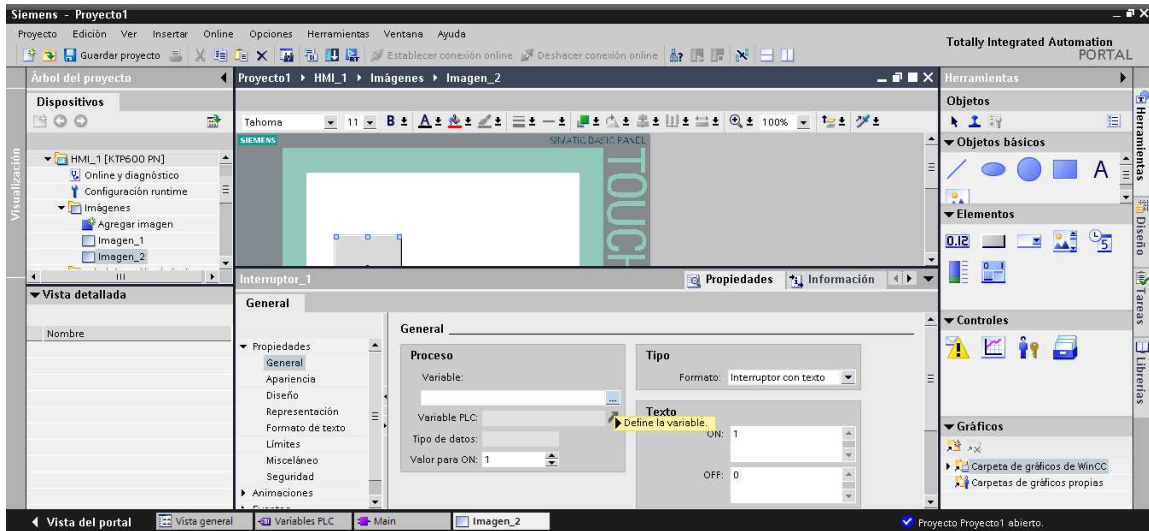 Siemens - Proyecto1
Proyecto Edición Ver Insertar Online Opciones Herramientas Ventana Ayuda
Totally Integrated Automation
PORTAL
Guardar proyecto Establecer conexión online Deshacer conexión online
Árbol del proyecto
Proyecto1 HMI_1 Imágenes Imagen_2
Herramientas
Dispositivos
Objetos
Tahoma 11 B A 100%
SIEMENS
SIMATIC BASIC PANEL
TOUCH
Visualización
HMI_1 [KTP600 PN]
Online y diagnóstico
Configuración runtime
Imágenes
Agregar imagen
Imagen_1
Imagen_2
Objetos básicos
A
Elementos
0.12
5
0 1
Controles
Gráficos
Carpeta de gráficos de WinCC
Carpetas de gráficos propias
Herramientas
Diseño
Tareas
Librerías
Vista detallada
Nombre
Interruptor_1
Propiedades Información
General
Propiedades
General
Apariencia
Diseño
Representación
Formato de texto
Límites
Misceláneo
Seguridad
Animaciones
General
Proceso
Variable:
Variable PLC:
Tipo de datos:
Valor para ON: 1
Define la variable.
Tipo
Formato: Interruptor con texto
Texto
ON: 1
OFF: 0
Vista del portal Vista general Variables PLC Main Imagen_2 Proyecto Proyecto1 abierto.